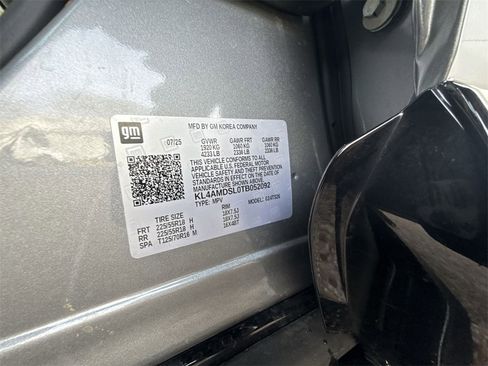 gm
MFD BY GM KOREA COMPANY
07/25
GVWR GAWR FRT GAWR RR
1920 KG 1060 KG 1060 KG
4233 LB 2336 LB 2336 LB
THIS VEHICLE CONFORMS TO ALL
APPLICABLE U.S. FEDERAL MOTOR
VEHICLE SAFETY, BUMPER, AND THEFT
PREVENTION STANDARDS IN EFFECT
ON THE DATE OF
MANUFACTURE SHOWN ABOVE.
KL4AMDSL0TB052092
TYPE: MPV
TIRE SIZE RIM
FRT 225/55R18 H 18X7.5J
RR 225/55R18 H 18X7.5J
SPA T125/70R16 M 16X4BT